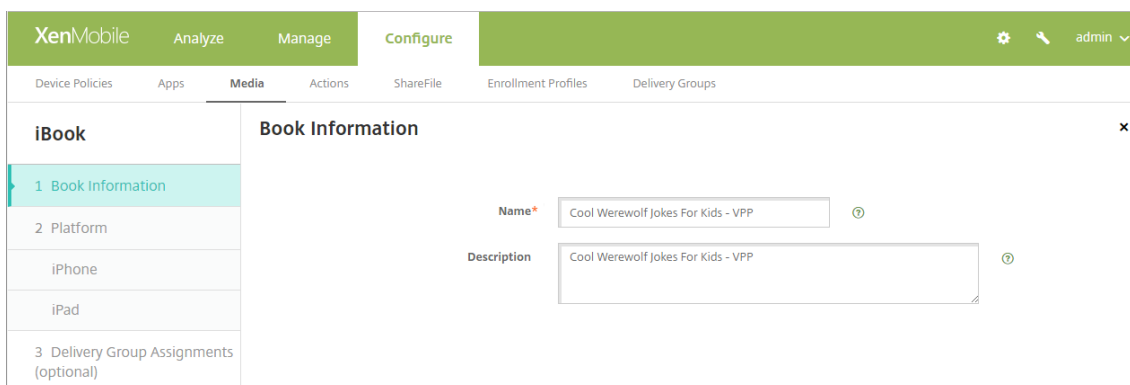 XenMobile Analyze Manage Configure admin
Device Policies Apps Media Actions ShareFile Enrollment Profiles Delivery Groups
iBook
Book Information
×
1 Book Information
Name* Cool Werewolf Jokes For Kids - VPP ?
2 Platform
Description Cool Werewolf Jokes For Kids - VPP ?
iPhone
iPad
3 Delivery Group Assignments
(optional)